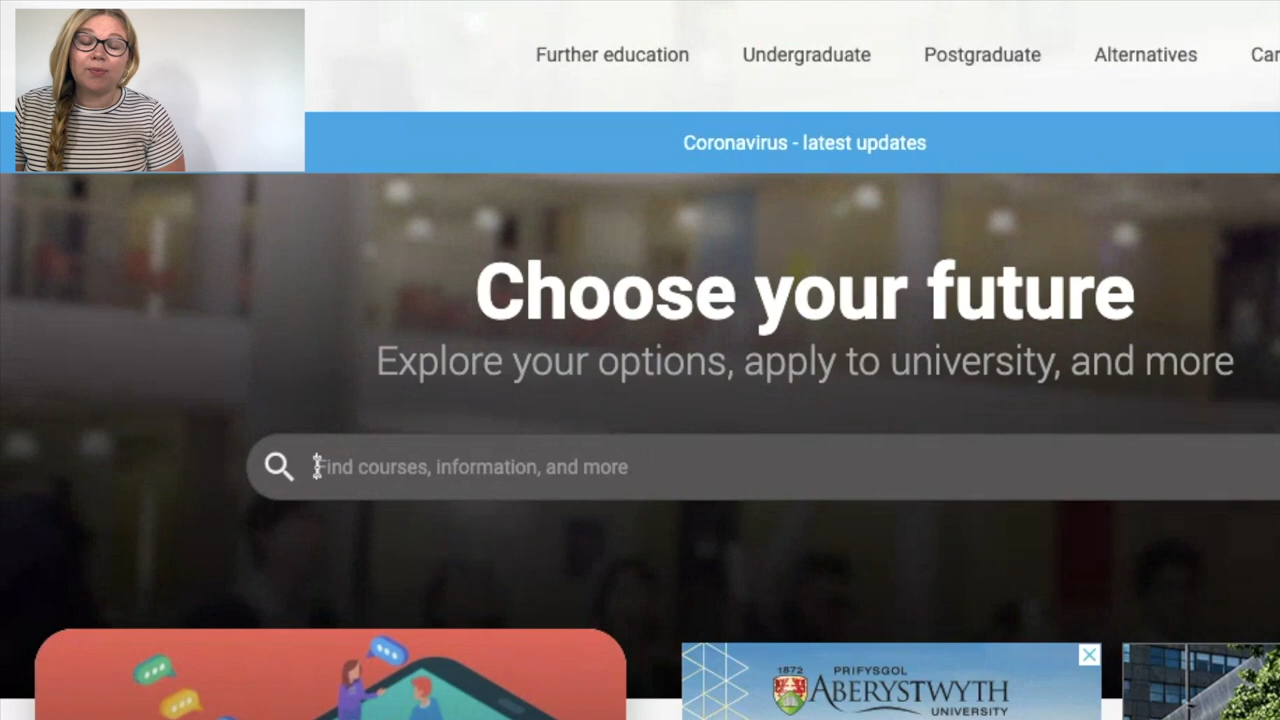 Further education
Undergraduate
Postgraduate
Alternatives
Coronavirus - latest updates
Choose your future
Explore your options, apply to university, and more
Find courses, information, and more
1872
PRIFYSGOL
ABERYSTWYTH
UNIVERSITY